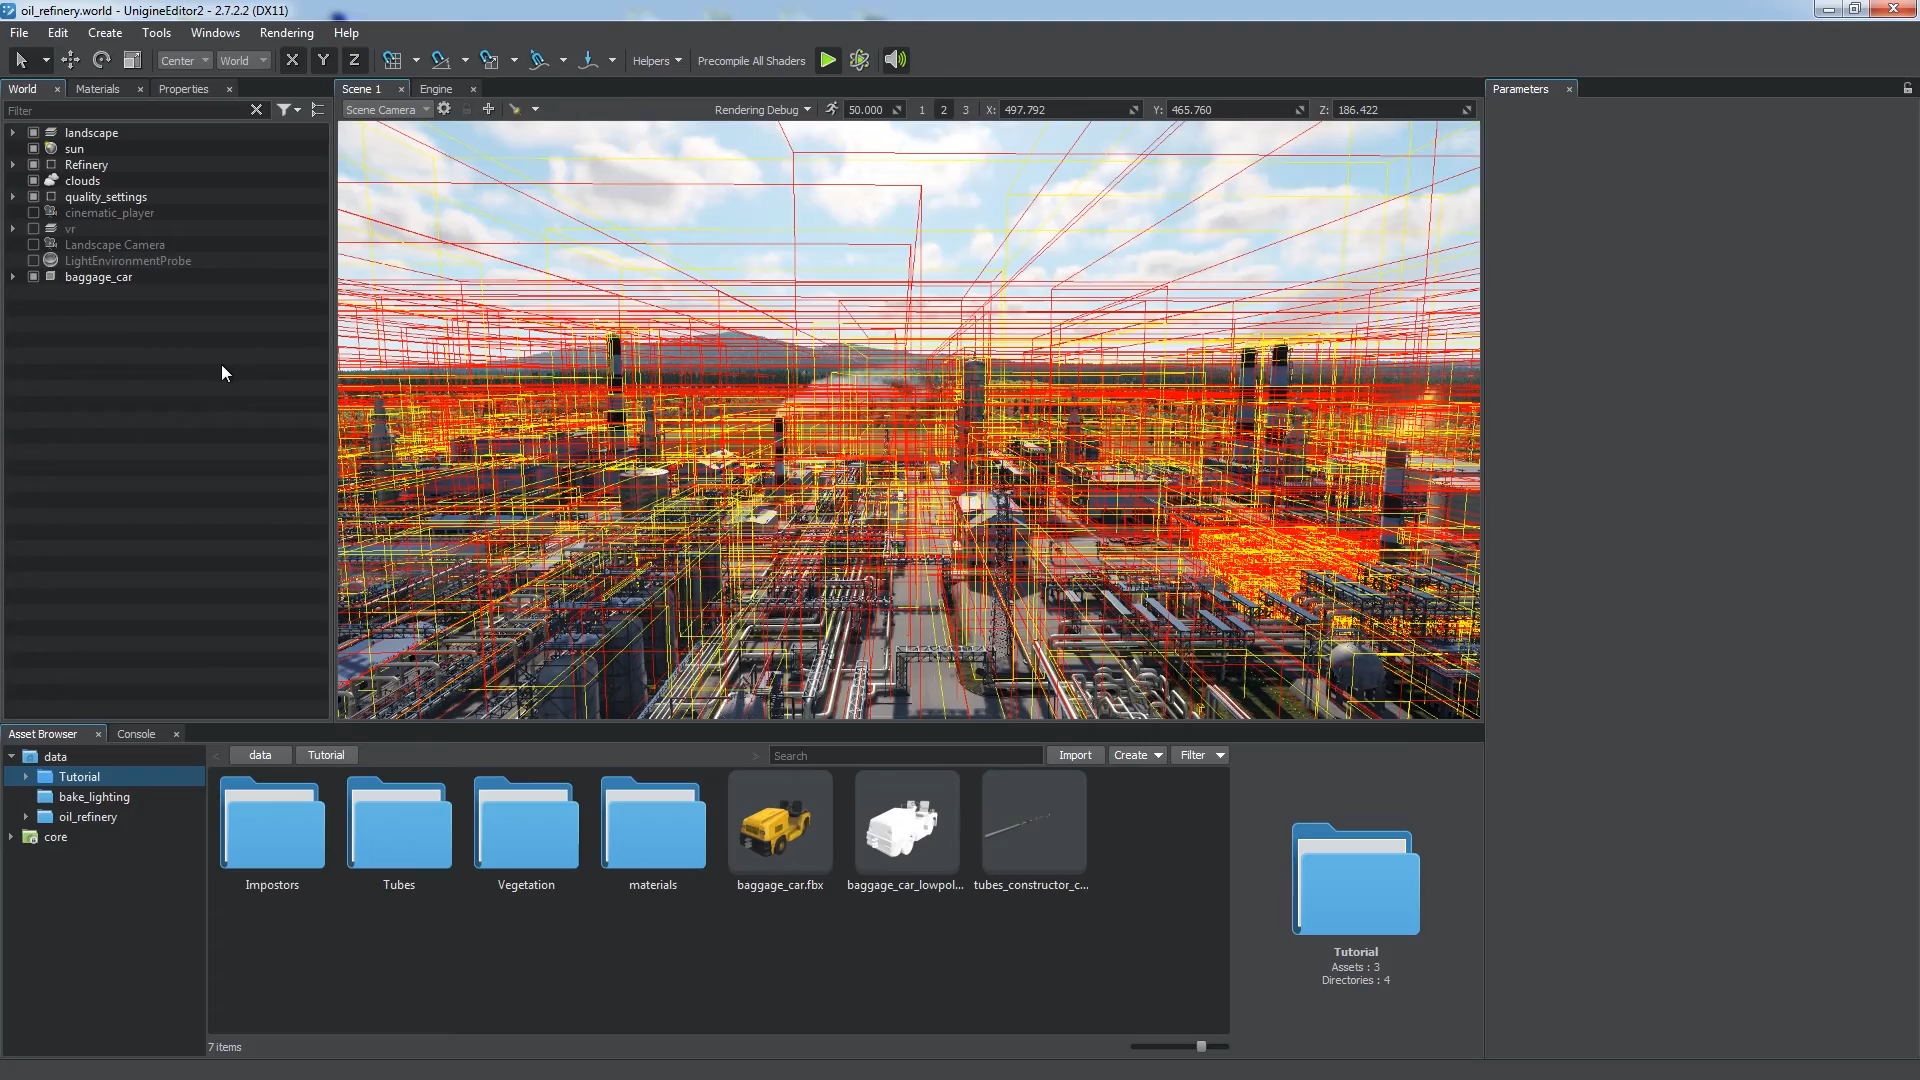 oil_refinery.world - UnigineEditor2 - 2.7.2.2 (DX11)
File Edit Create Tools Windows Rendering Help
Center World X Y Z Helpers Precompile All Shaders
World Materials Properties Scene 1 Engine Parameters
Filter Scene Camera Rendering Debug 50.000 1 2 3 X: 497.792 Y: 465.760 Z: 186.422
landscape
sun
Refinery
clouds
quality_settings
cinematic_player
vr
Landscape Camera
LightEnvironmentProbe
baggage_car
Asset Browser Console
data Tutorial Search Import Create Filter
data
Tutorial
bake_lighting
oil_refinery
core
Impostors Tubes Vegetation materials baggage_car.fbx baggage_car_lowpol... tubes_constructor_c...
Tutorial
Assets : 3
Directories : 4
7 items